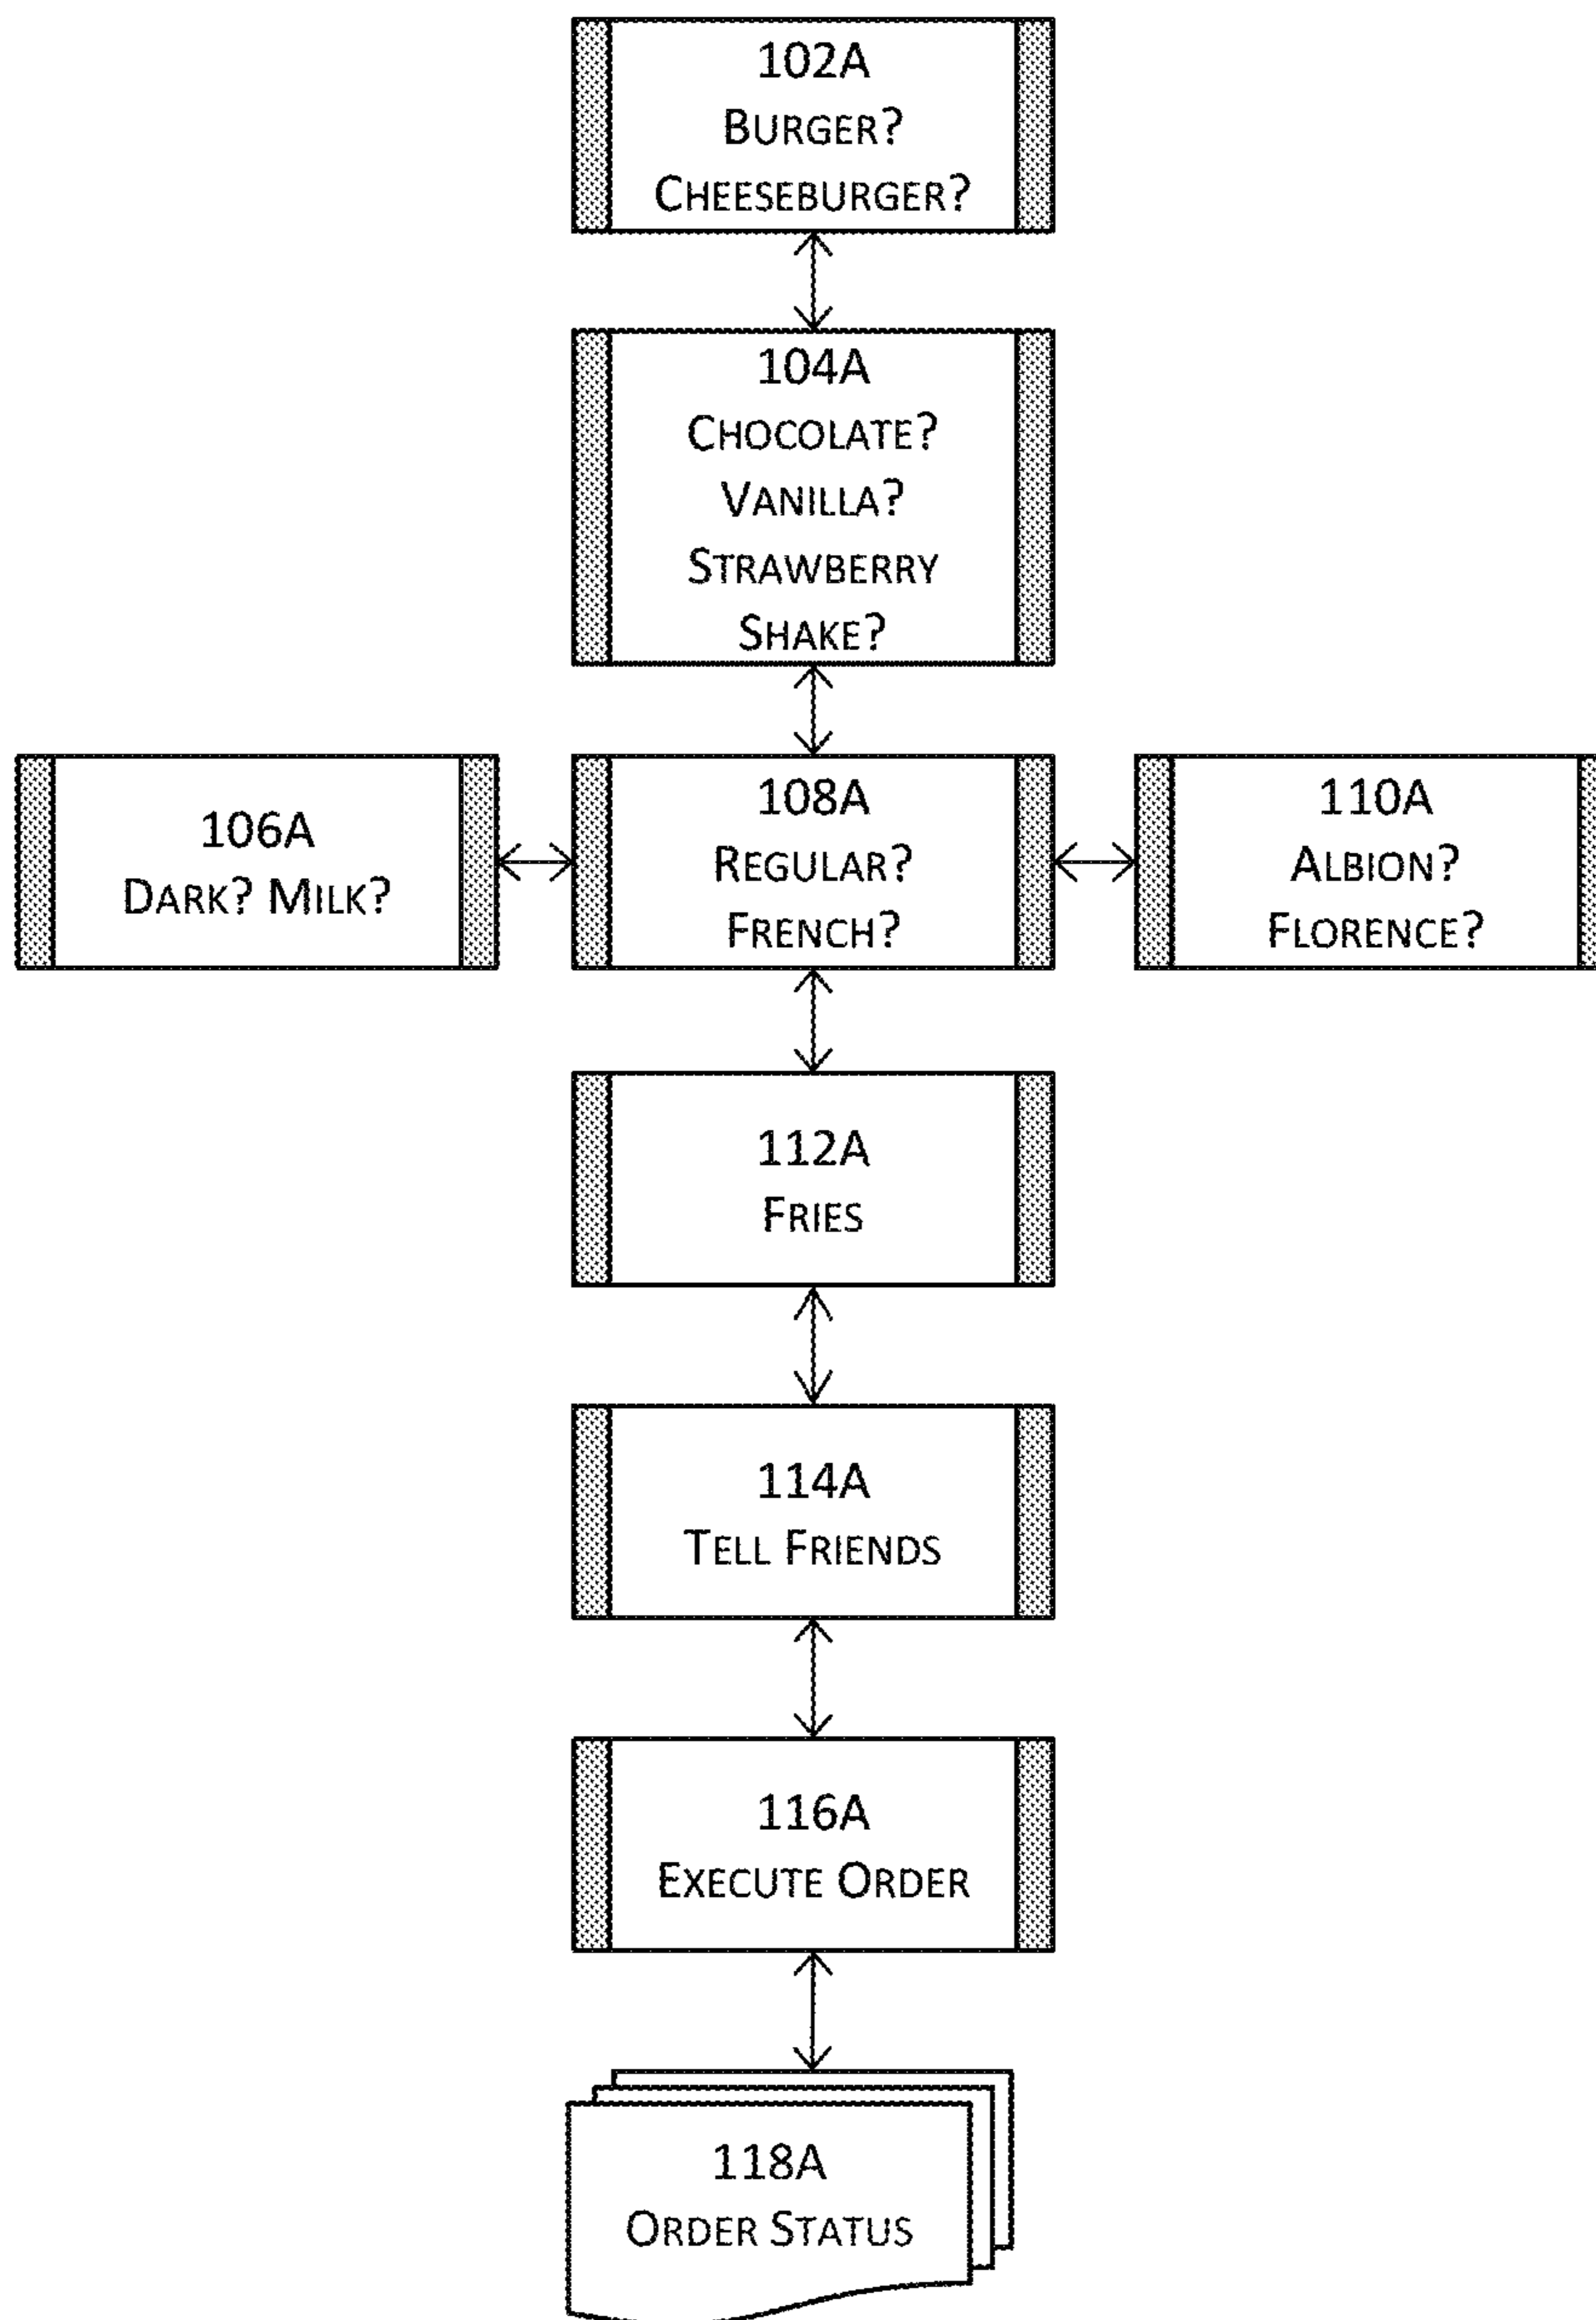 102A
BURGER?
CHEESEBURGER?
104A
CHOCOLATE?
VANILLA?
STRAWBERRY
SHAKE?
106A
DARK? MILK?
108A
REGULAR?
FRENCH?
110A
ALBION?
FLORENCE?
112A
FRIES
114A
TELL FRIENDS
116A
EXECUTE ORDER
118A
ORDER STATUS